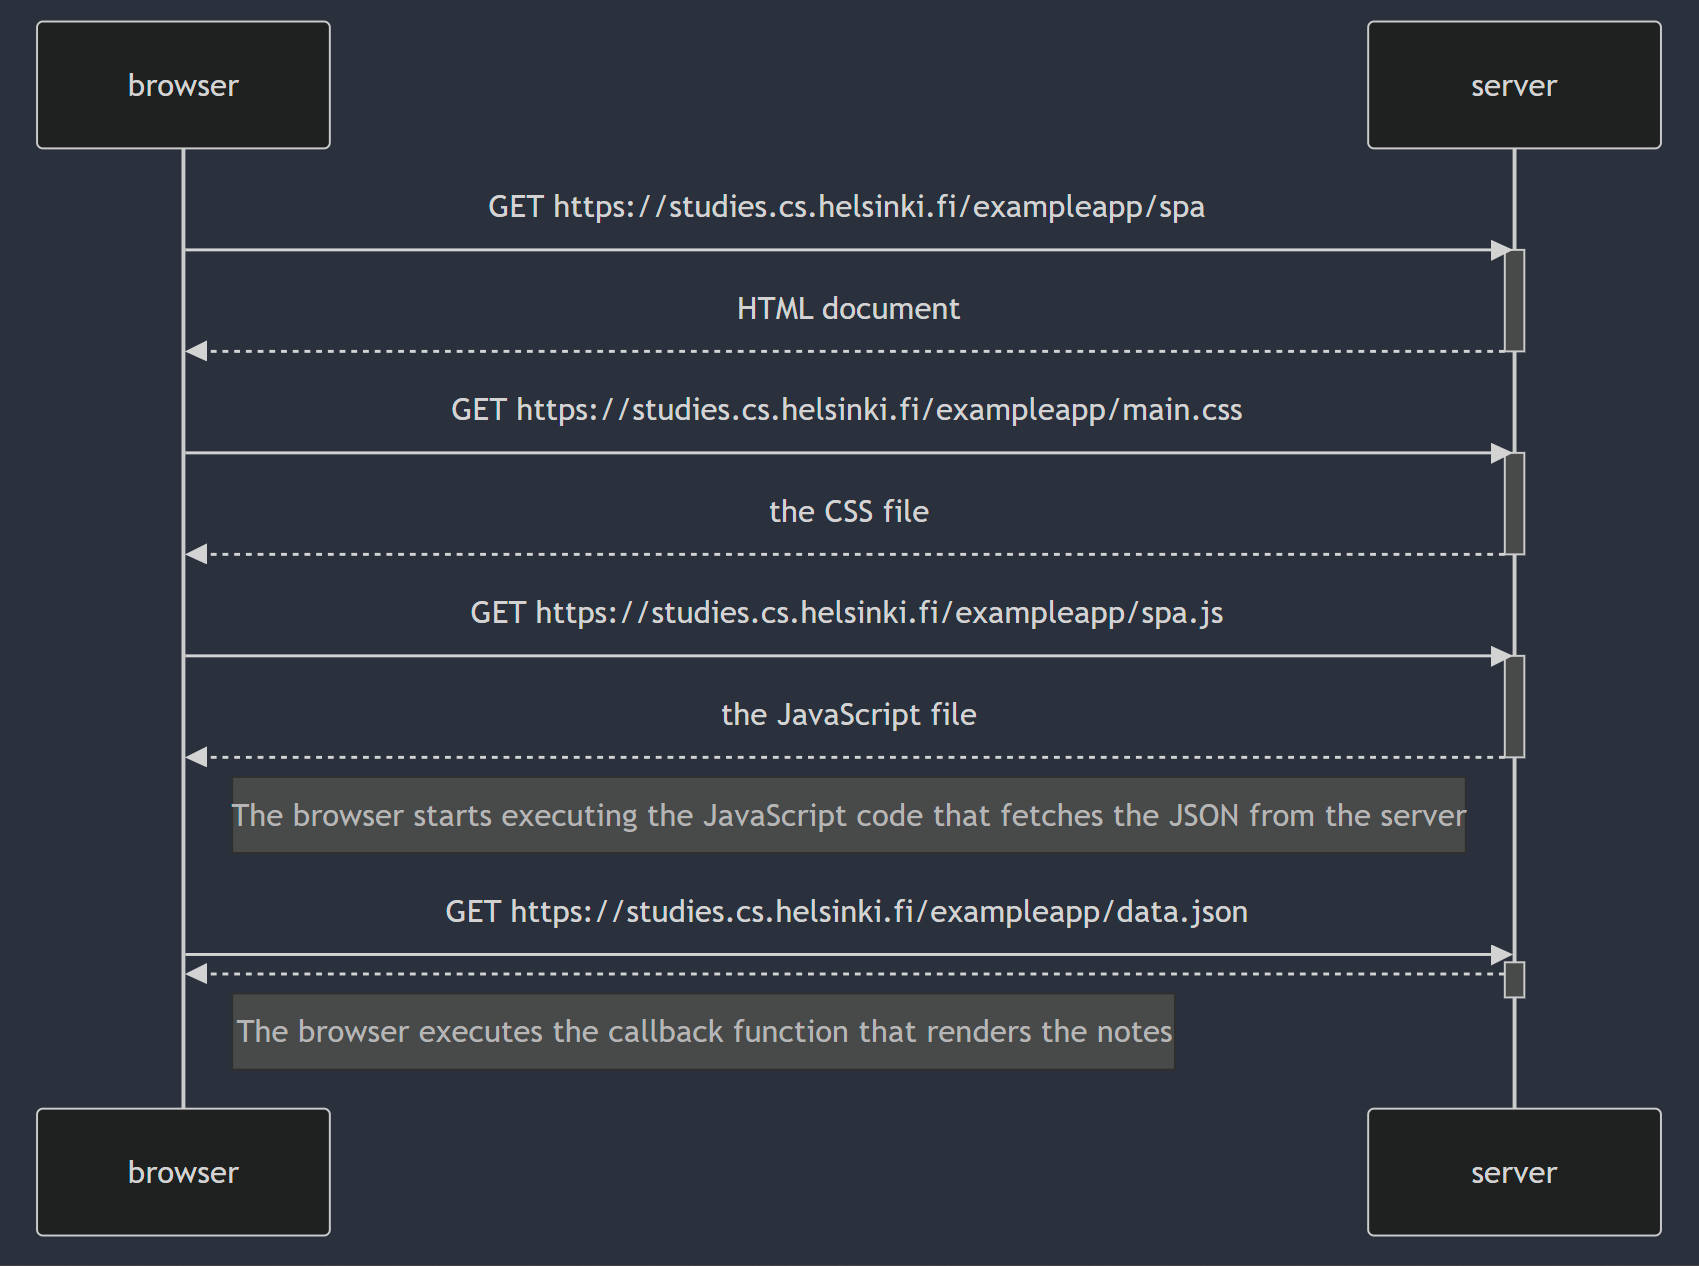 browser
server
GET https://studies.cs.helsinki.fi/exampleapp/spa
HTML document
GET https://studies.cs.helsinki.fi/exampleapp/main.css
the CSS file
GET https://studies.cs.helsinki.fi/exampleapp/spa.js
the JavaScript file
The browser starts executing the JavaScript code that fetches the JSON from the server
GET https://studies.cs.helsinki.fi/exampleapp/data.json
The browser executes the callback function that renders the notes
browser
server